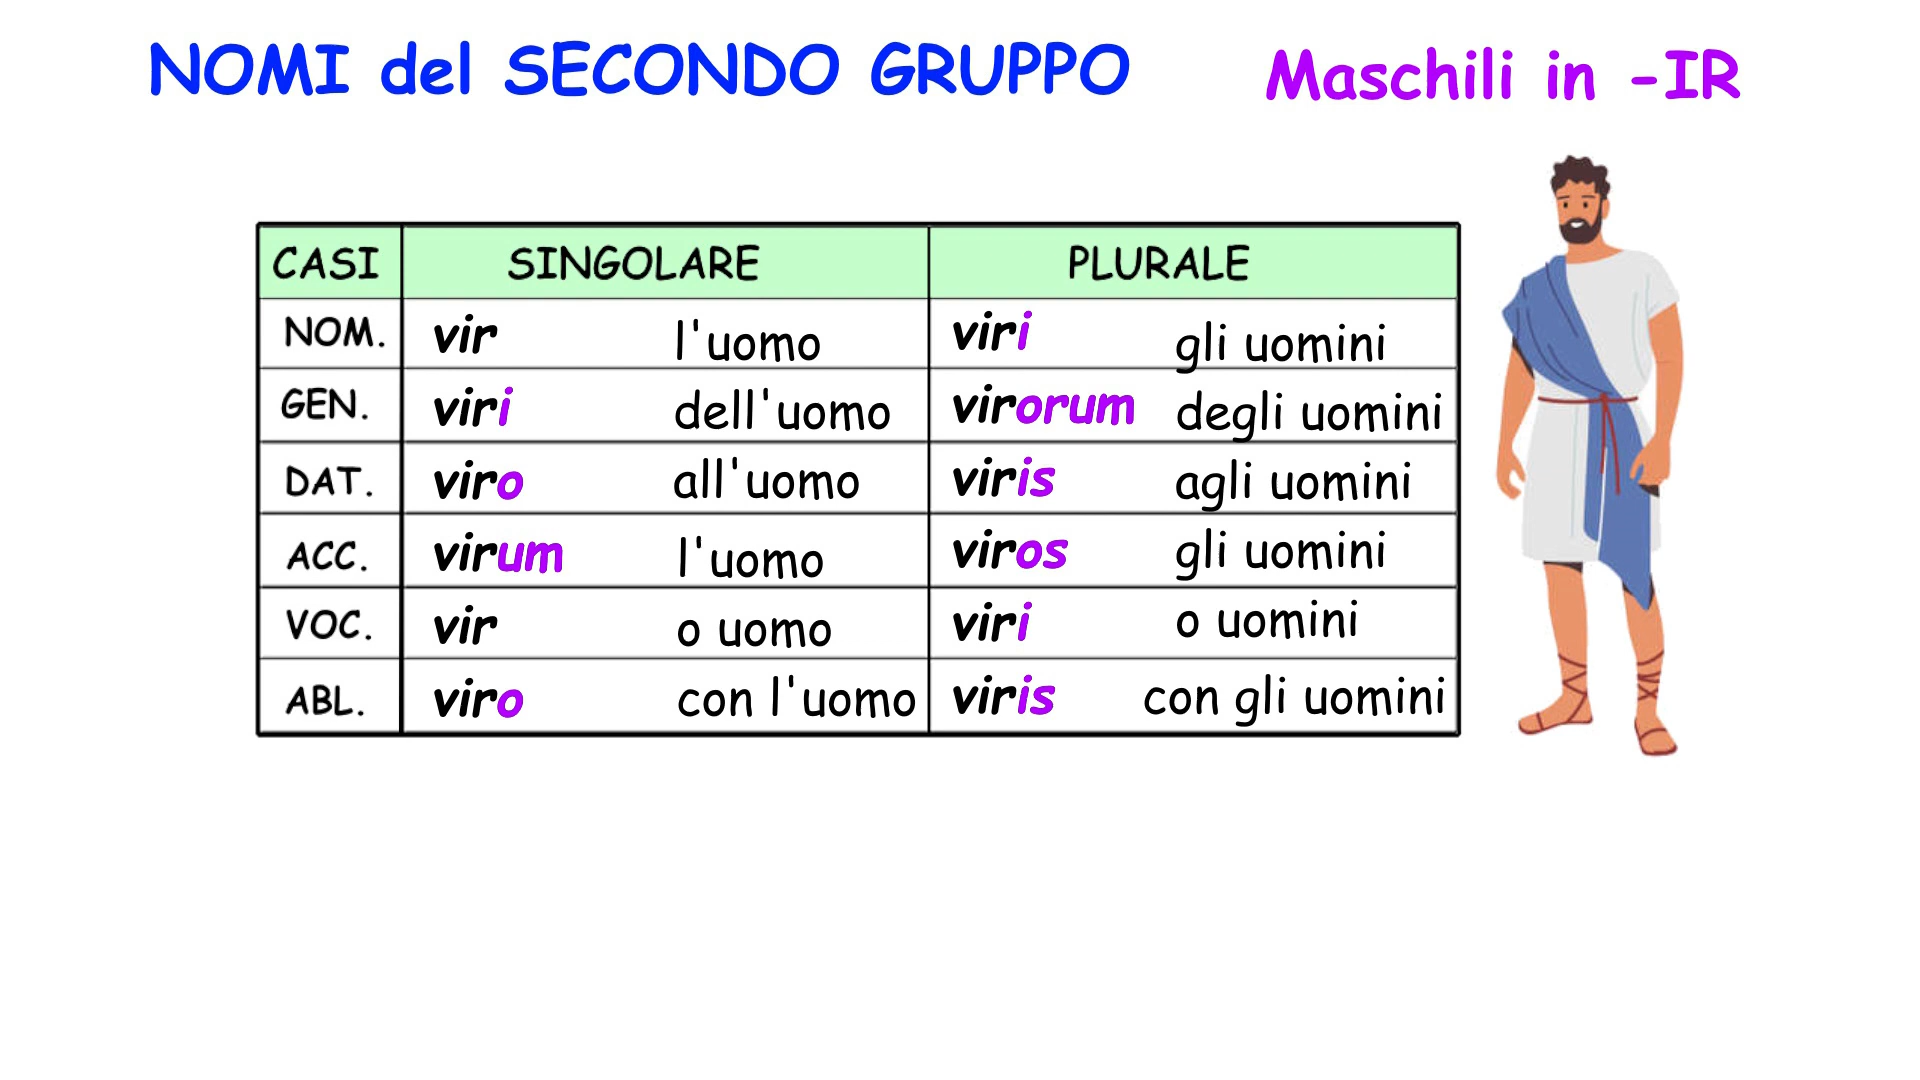 NOMI del SECONDO GRUPPO Maschili in -IR
CASI SINGOLARE PLURALE
NOM. vir l'uomo viri gli uomini
GEN. viri dell'uomo virorum degli uomini
DAT. viro all'uomo viris agli uomini
ACC. virum l'uomo viros gli uomini
VOC. vir o uomo viri o uomini
ABL. viro con l'uomo viris con gli uomini